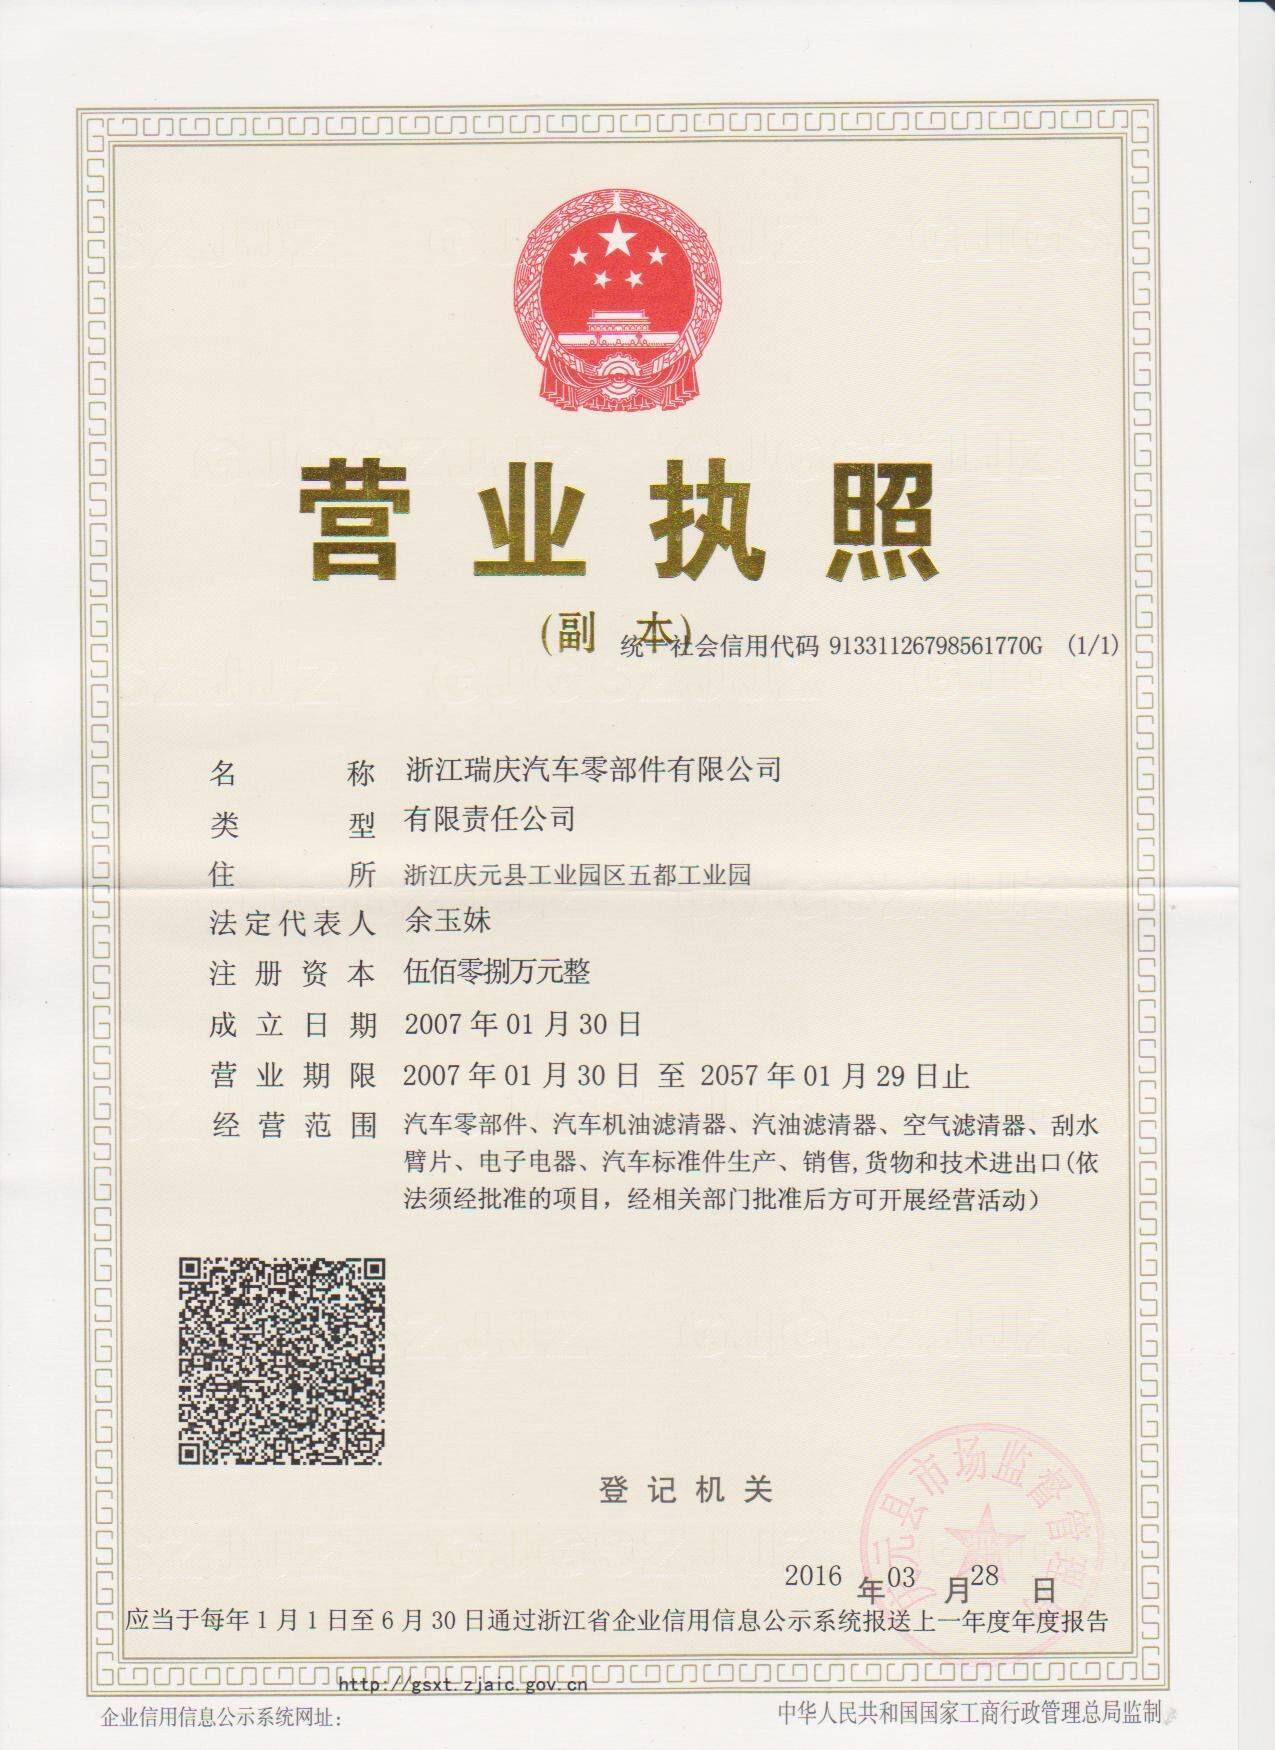 营业执照
(副 本)
统一社会信用代码 91331126798561770G (1/1)
名 称 浙江瑞庆汽车零部件有限公司
类 型 有限责任公司
住 所 浙江庆元县工业园区五都工业园
法定代表人 余玉妹
注册资本 伍佰零捌万元整
成立日期 2007年01月30日
营业期限 2007年01月30日 至 2057年01月29日止
经营范围 汽车零部件、汽车机油滤清器、汽油滤清器、空气滤清器、刮水
臂片、电子电器、汽车标准件生产、销售,货物和技术进出口(依
法须经批准的项目,经相关部门批准后方可开展经营活动)
登记机关
元县市场监督管理
2016 年 03 月 28 日
应当于每年1月1日至6月30日通过浙江省企业信用信息公示系统报送上一年度年度报告
http://gsxt.zjaic.gov.cn
企业信用信息公示系统网址:
中华人民共和国国家工商行政管理总局监制